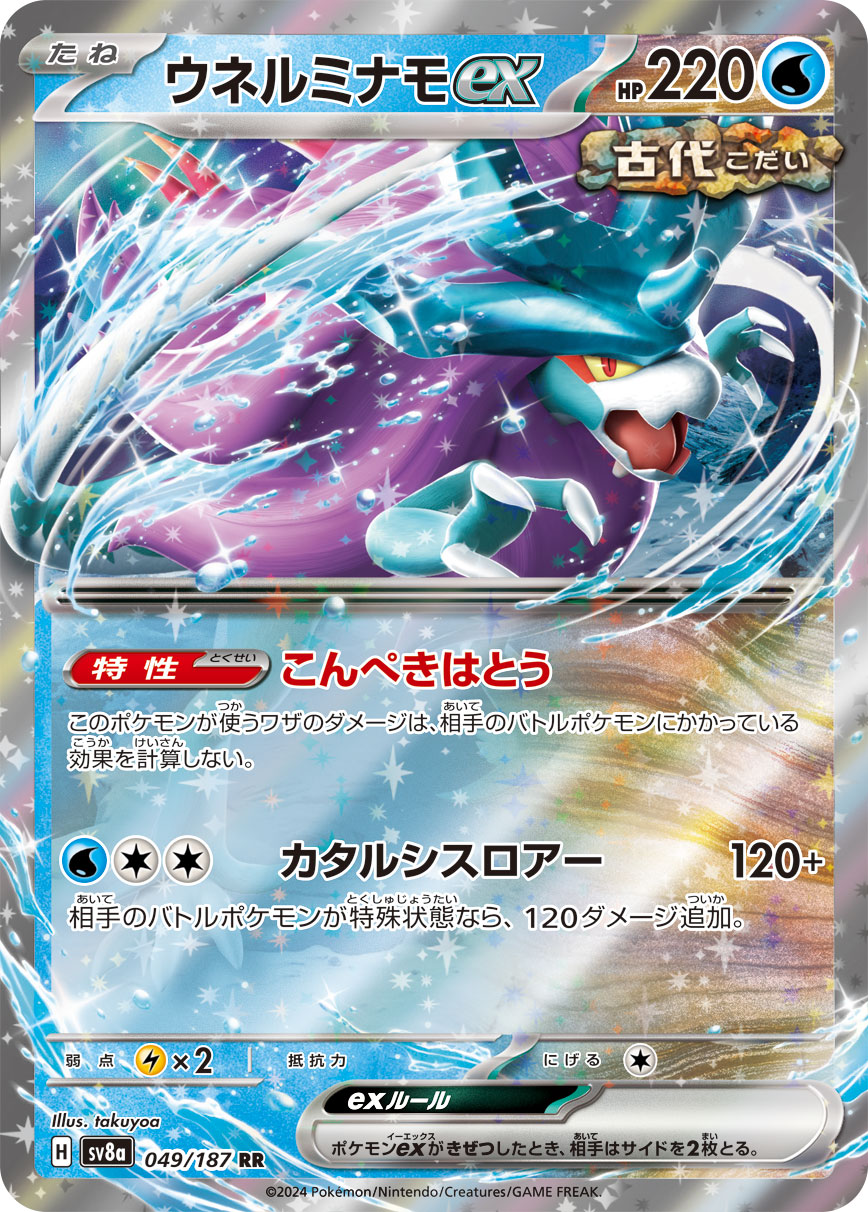 たね
ウネルミナモex
HP220
古代こだい
特性 とくせい
こんぺきはとう
このポケモンが使うワザのダメージは、相手のバトルポケモンにかかっている
効果を計算しない。
カタルシスロアー 120+
相手のバトルポケモンが特殊状態なら、120ダメージ追加。
弱点 ×2 抵抗力 にげる
exルール
ポケモンexがきぜつしたとき、相手はサイドを2枚とる。
Illus. takuyoa
H sv8a 049/187 RR
©2024 Pokémon/Nintendo/Creatures/GAME FREAK.